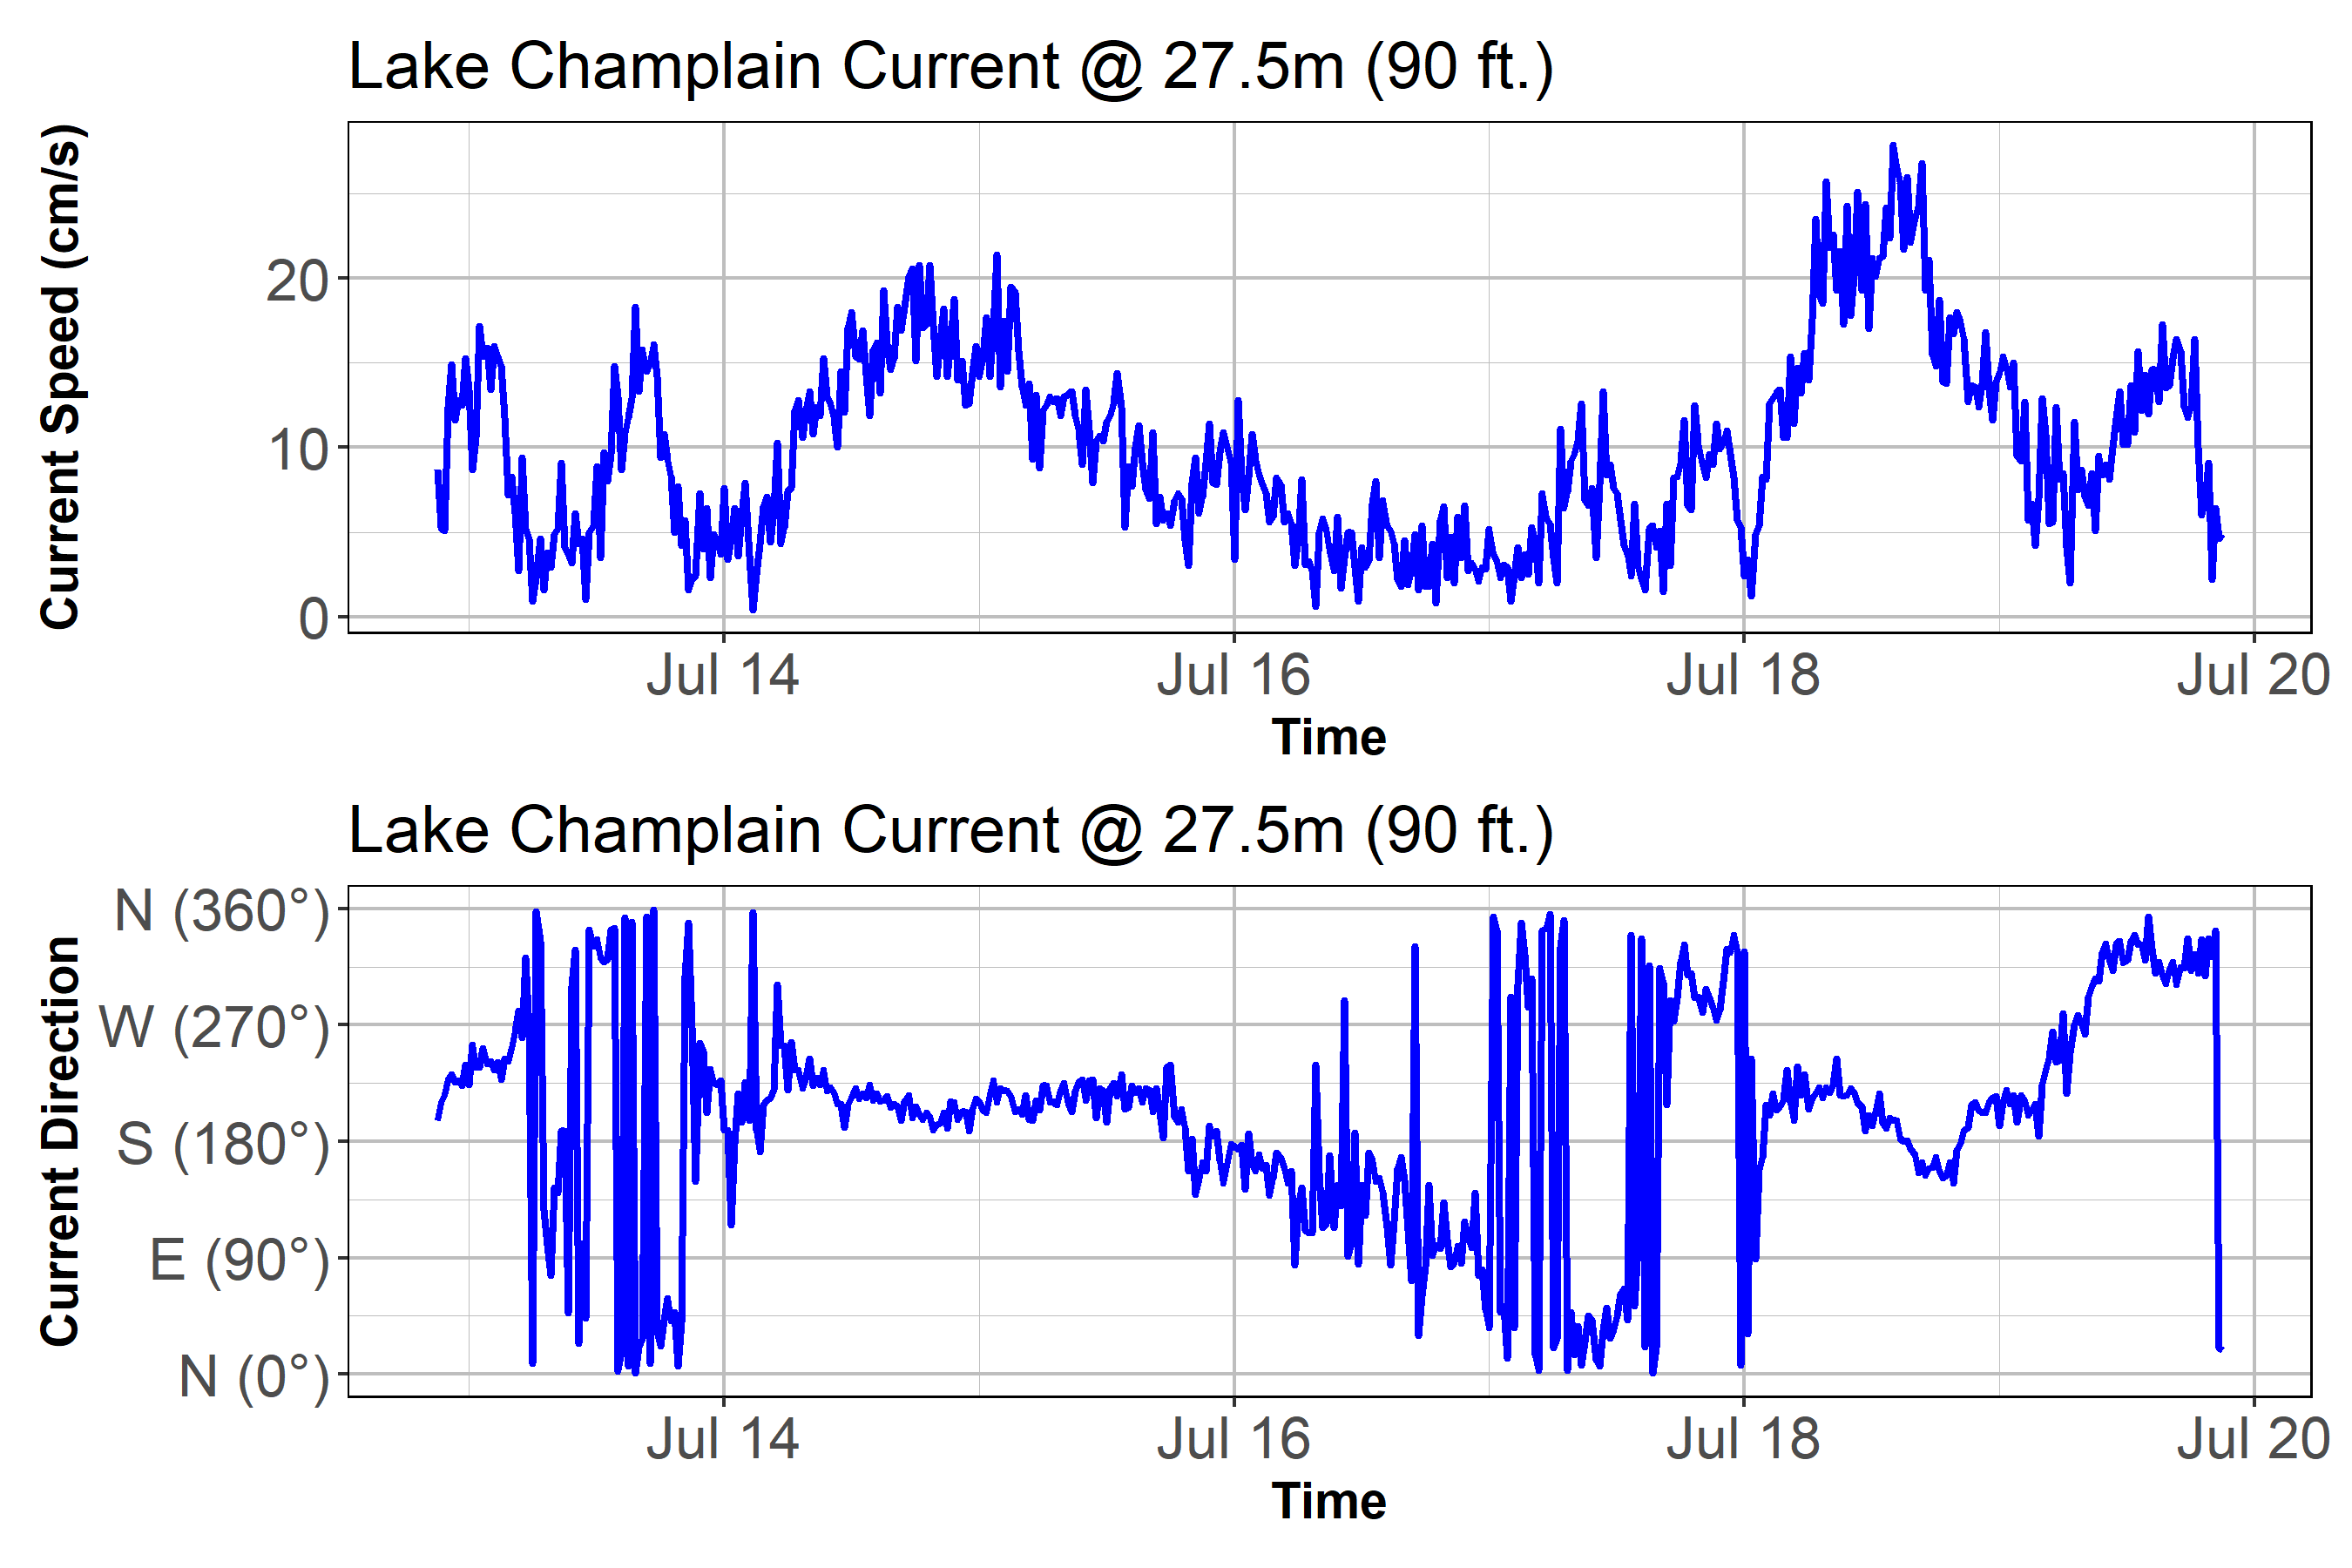 Lake Champlain Current @ 27.5m (90 ft.)
Current Speed (cm/s)
20
10
0
Jul 14 Jul 16 Jul 18 Jul 20
Time
Lake Champlain Current @ 27.5m (90 ft.)
Current Direction
N (360°)
W (270°)
S (180°)
E (90°)
N (0°)
Jul 14 Jul 16 Jul 18 Jul 20
Time